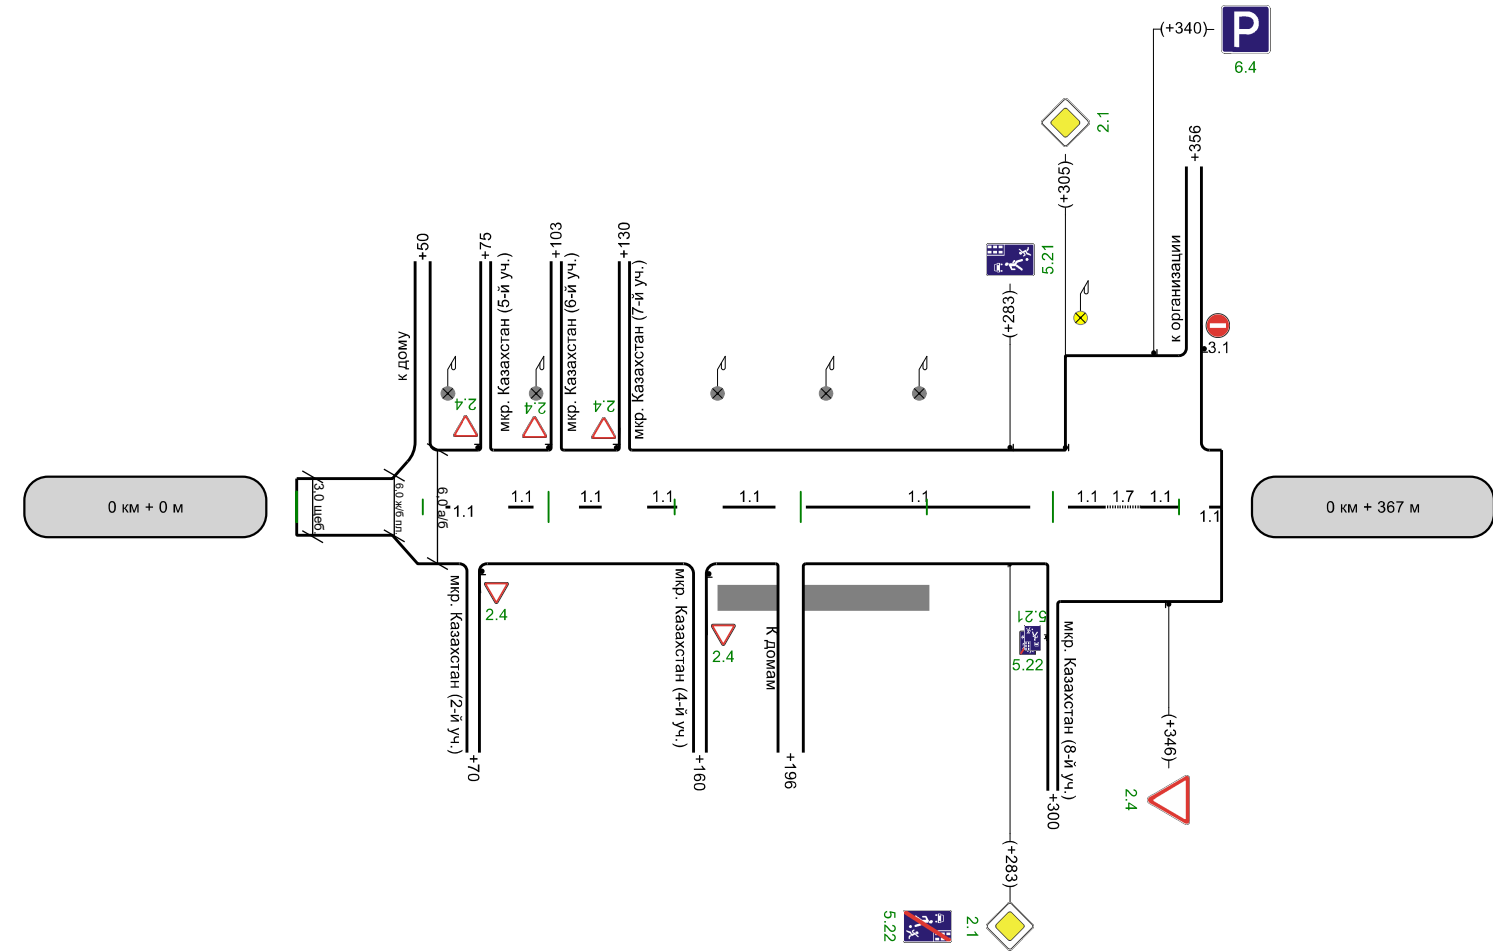 (+340)
P
6.4
2.1
+356
(+305)
5.21
(+283)
к организации
3.1
+50
+75
+103
+130
к дому
мкр. Казахстан (5-й уч.)
мкр. Казахстан (6-й уч.)
мкр. Казахстан (7-й уч.)
2.4
2.4
2.4
0 км + 0 м
3.0 щеб
6.0 ж/б пл.
6.0 а/б
1.1
1.1
1.1
1.1
1.1
1.1
1.1
1.7
1.1
1.1
0 км + 367 м
мкр. Казахстан (2-й уч.)
+70
2.4
мкр. Казахстан (4-й уч.)
+160
2.4
К домам
+196
5.21
5.22
мкр. Казахстан (8-й уч.)
+300
(+346)
2.4
(+283)
5.22
2.1